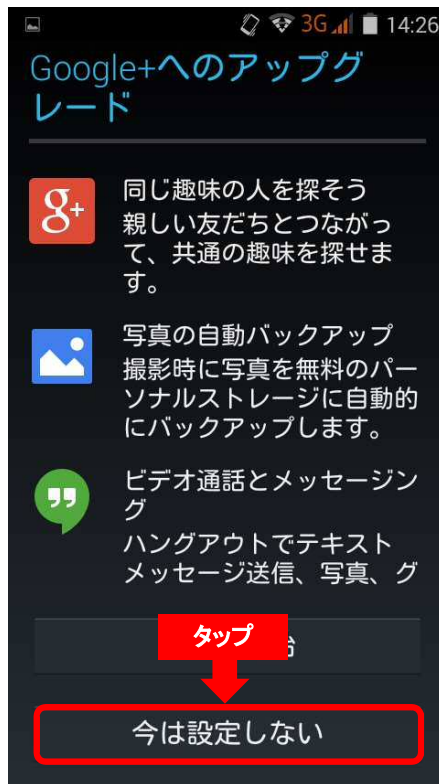 3G 14:26
Google+へのアップグ
レード
g+
同じ趣味の人を探そう
親しい友だちとつながっ
て、共通の趣味を探せま
す。
写真の自動バックアップ
撮影時に写真を無料のパー
ソナルストレージに自動的
にバックアップします。
ビデオ通話とメッセージン
グ
ハングアウトでテキスト
メッセージ送信、写真、グ
タップ
今は設定しない